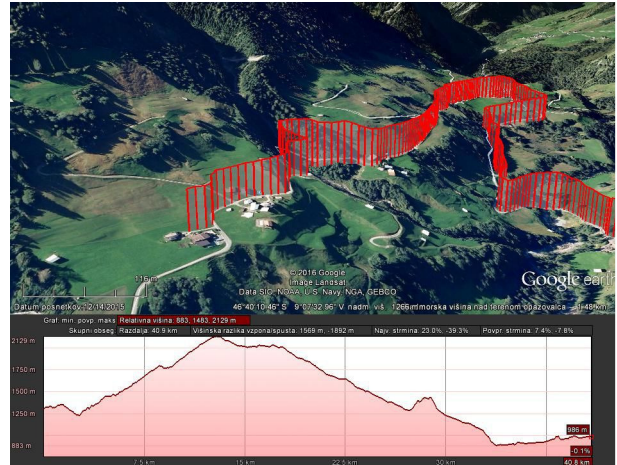 116 m
© 2016 Google
Image Landsat
Data SIO, NOAA, U.S. Navy, NGA, GEBCO
Google earth
Datum posnetkov: 2/14/2015 46°40'10.46" S 9°07'32.96" V nadm. viš. 1266 m morska višina nad terenom opazovalca 1.48 km
Graf: min, povp, maks Relativna višina: 883, 1483, 2129 m
Skupni obseg: Razdalja: 40.9 km Višinska razlika vzpona/spusta: 1569 m, -1892 m Najv. strmina: 23.0%, -39.3% Povpr. strmina: 7.4%, -7.8%
2129 m
1750 m
1500 m
1250 m
986 m
883 m
-0.1%
7.5 km 15 km 22.5 km 30 km 40.8 km